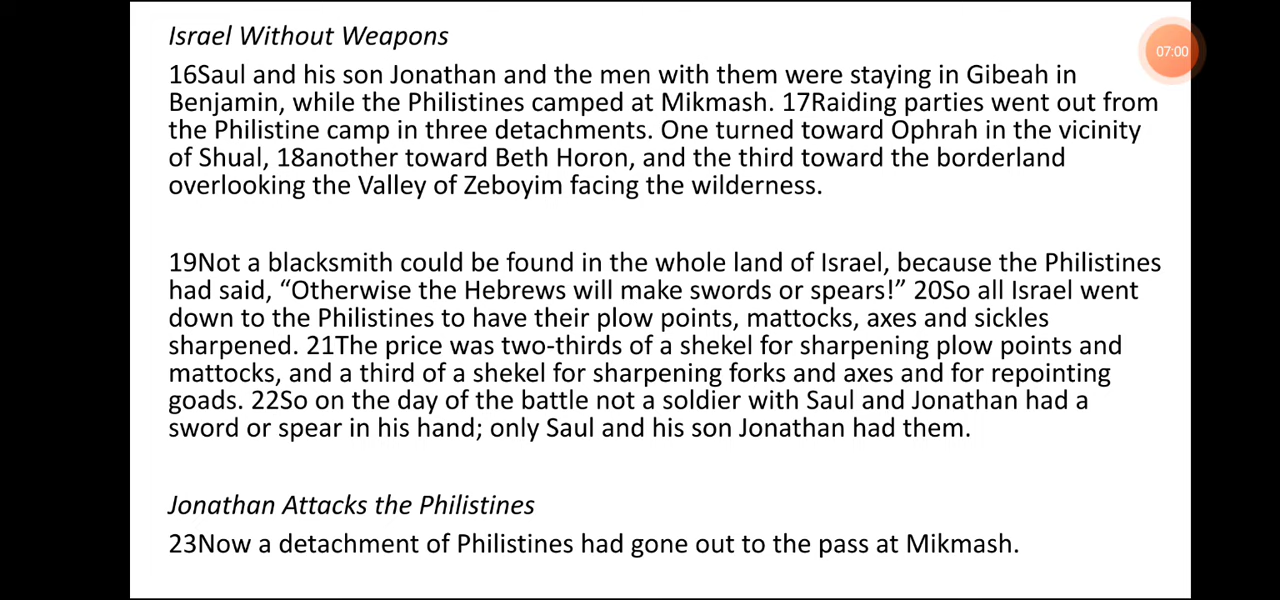 Israel Without Weapons
16Saul and his son Jonathan and the men with them were staying in Gibeah in
Benjamin, while the Philistines camped at Mikmash. 17Raiding parties went out from
the Philistine camp in three detachments. One turned toward Ophrah in the vicinity
of Shual, 18another toward Beth Horon, and the third toward the borderland
overlooking the Valley of Zeboyim facing the wilderness.
19Not a blacksmith could be found in the whole land of Israel, because the Philistines
had said, “Otherwise the Hebrews will make swords or spears!” 20So all Israel went
down to the Philistines to have their plow points, mattocks, axes and sickles
sharpened. 21The price was two-thirds of a shekel for sharpening plow points and
mattocks, and a third of a shekel for sharpening forks and axes and for repointing
goads. 22So on the day of the battle not a soldier with Saul and Jonathan had a
sword or spear in his hand; only Saul and his son Jonathan had them.
Jonathan Attacks the Philistines
23Now a detachment of Philistines had gone out to the pass at Mikmash.
07:00